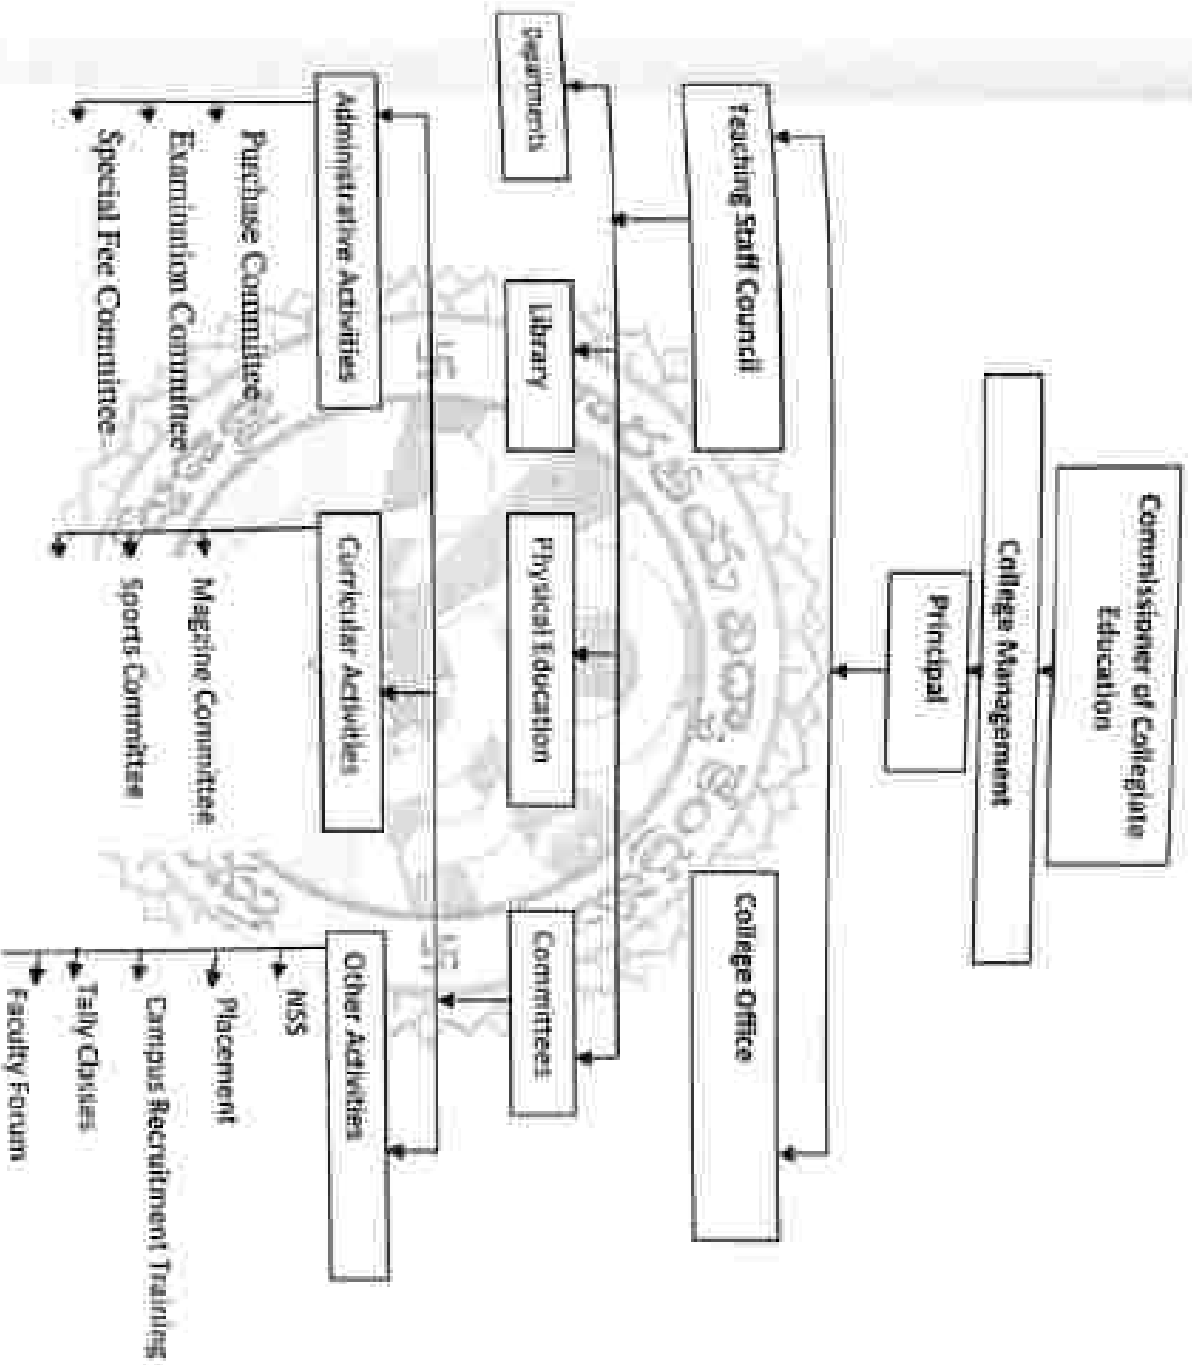 Commissioner of Collegiate
Education
College Management
Principal
Teaching Staff Council
College Office
Departments
Library
Physical Education
Committees
Administrative Activities
Curricular Activities
Other Activities
Purchase Committee
Examination Committee
Special Fee Committee
Magazine Committee
Sports Committee
NSS
Placement
Campus Recruitment Training
Tally Classes
Faculty Forum